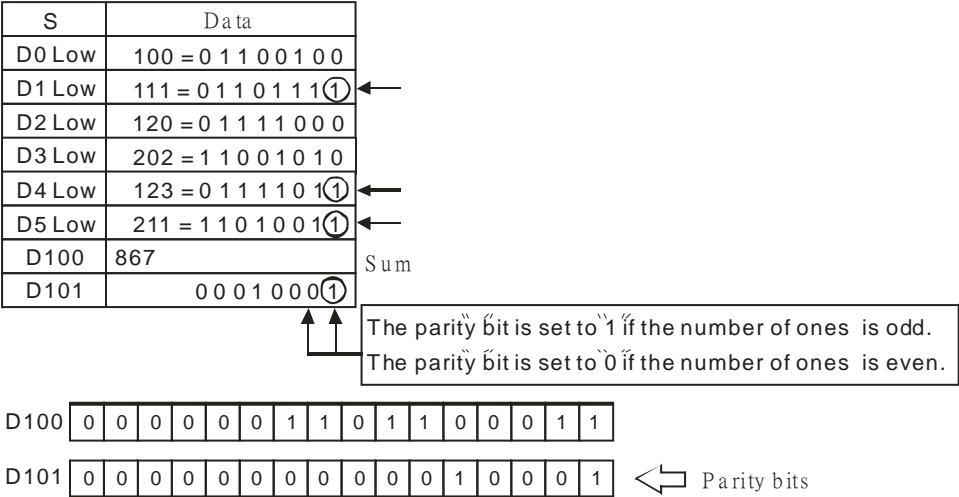 S Data
D0 Low 100 = 0 1 1 0 0 1 0 0
D1 Low 111 = 0 1 1 0 1 1 1 1
D2 Low 120 = 0 1 1 1 1 0 0 0
D3 Low 202 = 1 1 0 0 1 0 1 0
D4 Low 123 = 0 1 1 1 1 0 1 1
D5 Low 211 = 1 1 0 1 0 0 1 1
D100 867 Sum
D101 0 0 0 1 0 0 0 1
The parity bit is set to "1" if the number of ones is odd.
The parity bit is set to "0" if the number of ones is even.
D100 0 0 0 0 0 0 1 1 0 1 1 0 0 0 1 1
D101 0 0 0 0 0 0 0 0 0 0 0 1 0 0 0 1 Parity bits